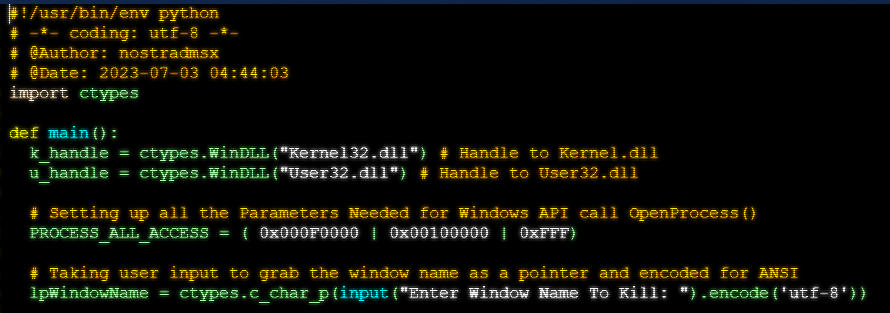 #!/usr/bin/env python
# -*- coding: utf-8 -*-
# @Author: nostradmsx
# @Date: 2023-07-03 04:44:03
import ctypes

def main():
  k_handle = ctypes.WinDLL("Kernel32.dll") # Handle to Kernel.dll
  u_handle = ctypes.WinDLL("User32.dll") # Handle to User32.dll

  # Setting up all the Parameters Needed for Windows API call OpenProcess()
  PROCESS_ALL_ACCESS = ( 0x000F0000 | 0x00100000 | 0xFFF)

  # Taking user input to grab the window name as a pointer and encoded for ANSI
  lpWindowName = ctypes.c_char_p(input("Enter Window Name To Kill: ").encode('utf-8'))